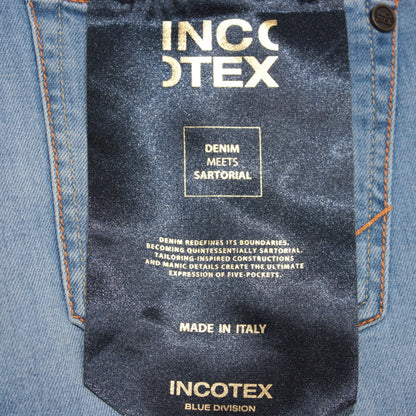 INCO
OTEX
DENIM
MEETS
SARTORIAL
DENIM REDEFINES ITS BOUNDARIES,
BECOMING QUINTESSENTIALLY SARTORIAL.
TAILORING-INSPIRED CONSTRUCTIONS
AND MANIC DETAILS CREATE THE ULTIMATE
EXPRESSION OF FIVE-POCKETS.
MADE IN ITALY
INCOTEX
BLUE DIVISION